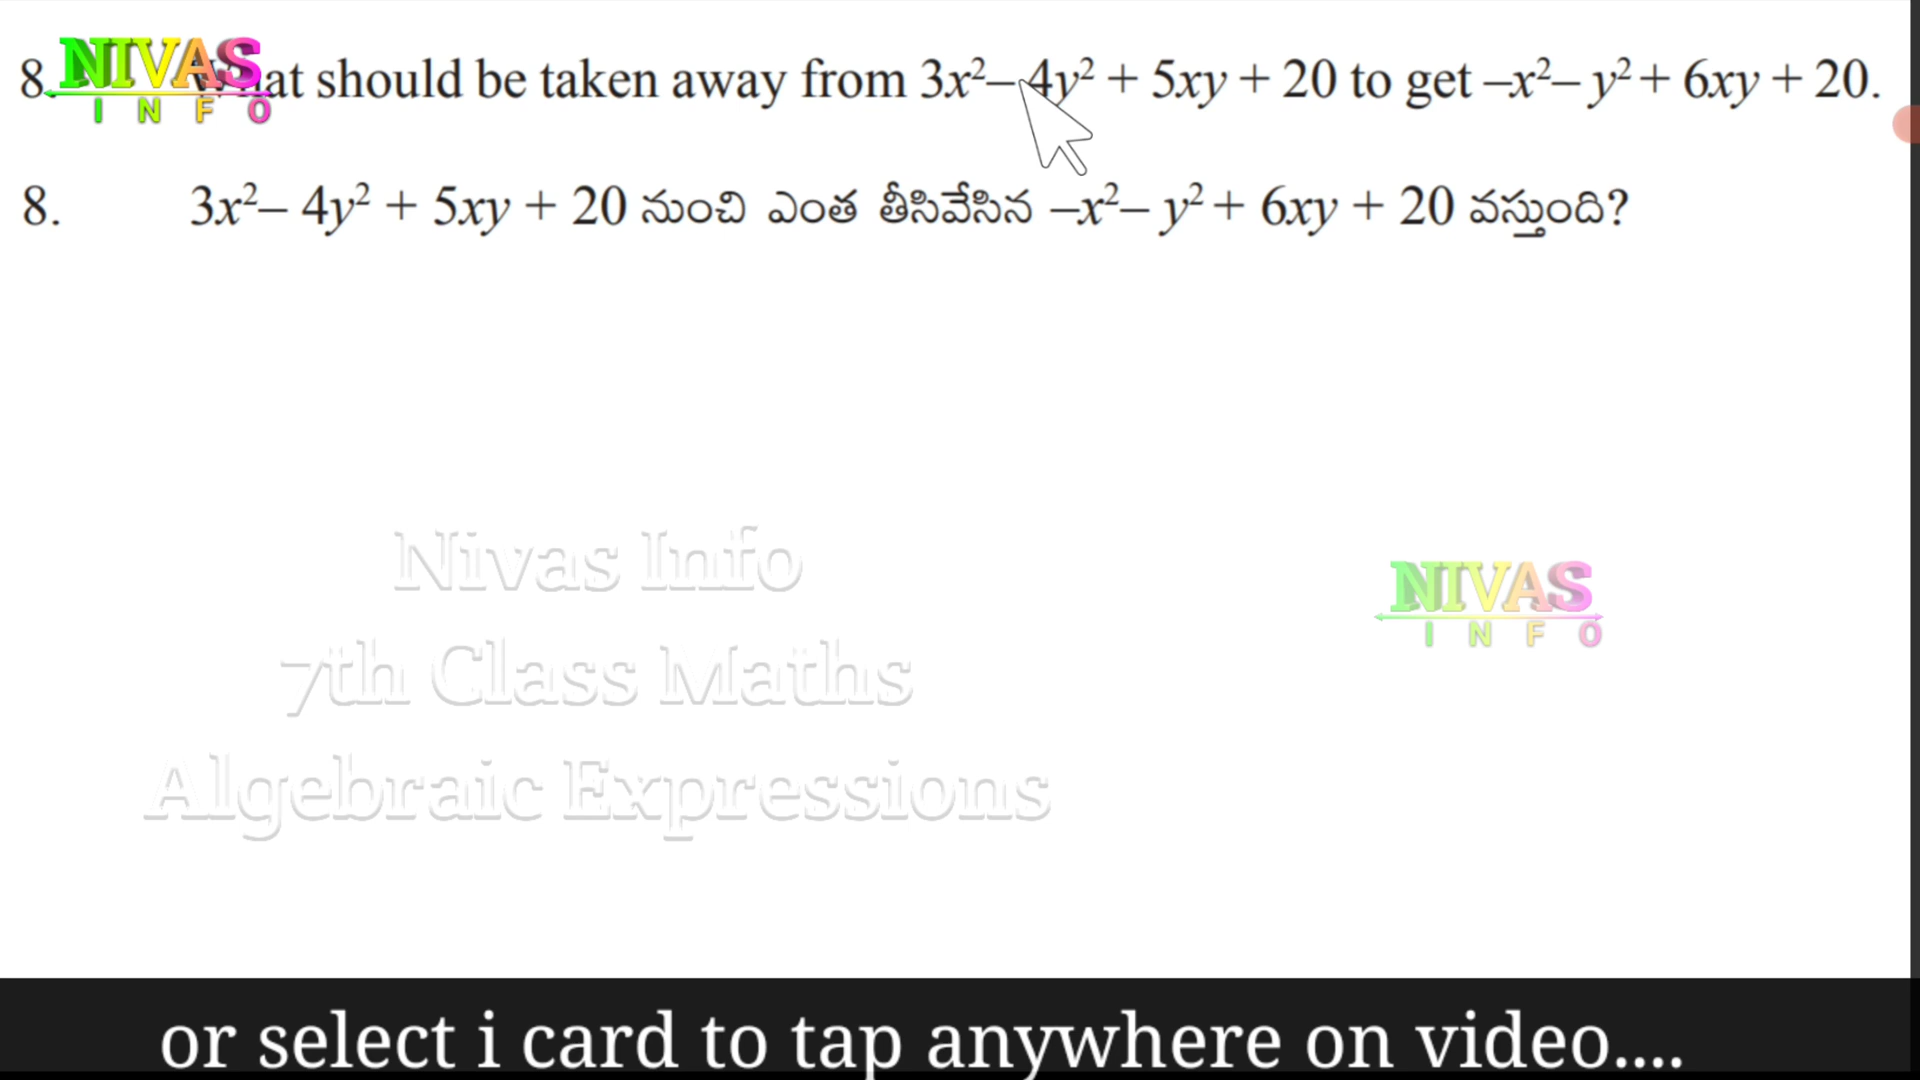 8. What should be taken away from 3x²– 4y² + 5xy + 20 to get –x²– y² + 6xy + 20.
NIVAS
INFO
8. 3x²– 4y² + 5xy + 20 నుంచి ఎంత తీసివేసిన –x²– y² + 6xy + 20 వస్తుంది?
Nivas Info
NIVAS
INFO
7th Class Maths
Algebraic Expressions
or select i card to tap anywhere on video....